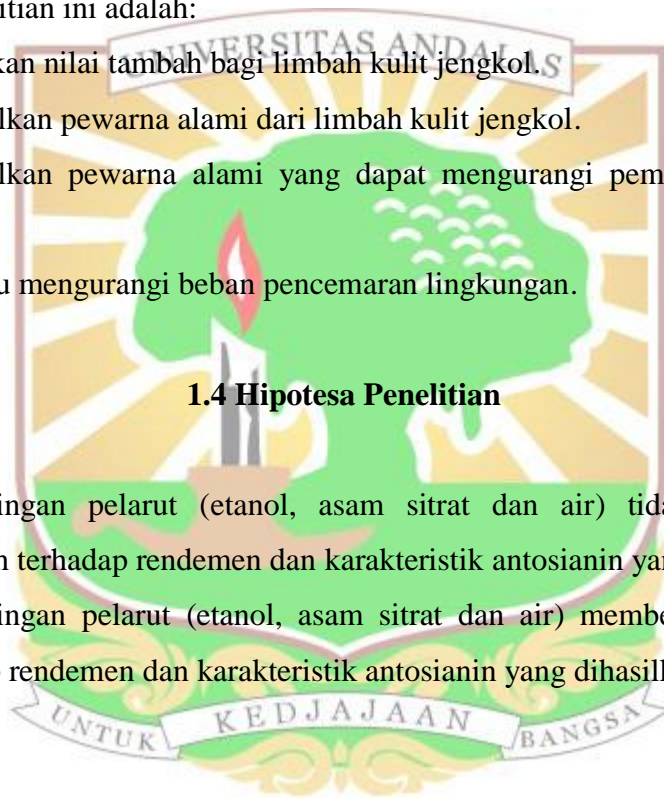 itian ini adalah:
UNIVERSITAS ANDALAS
kan nilai tambah bagi limbah kulit jengkol.
lkan pewarna alami dari limbah kulit jengkol.
lkan pewarna alami yang dapat mengurangi pem
u mengurangi beban pencemaran lingkungan.
1.4 Hipotesa Penelitian
ingan pelarut (etanol, asam sitrat dan air) tida
n terhadap rendemen dan karakteristik antosianin yan
ingan pelarut (etanol, asam sitrat dan air) membe
rendemen dan karakteristik antosianin yang dihasil
UNTUK KEDJAJAAN BANGSA